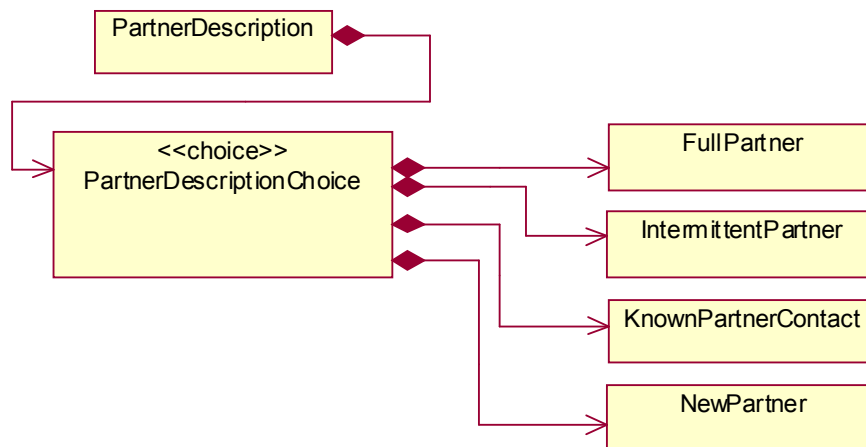 PartnerDescription
<<choice>>
PartnerDescriptionChoice
FullPartner
IntermittentPartner
KnownPartnerContact
NewPartner